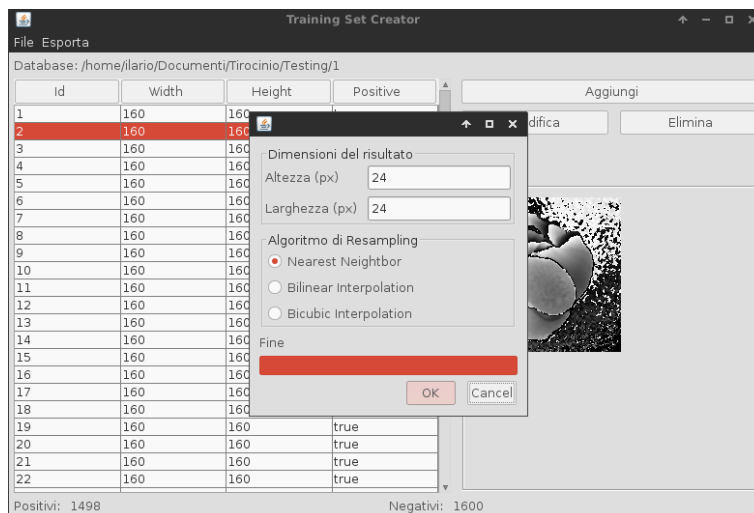 Training Set Creator
File Esporta
Database: /home/ilario/Documenti/Tirocinio/Testing/1
Id Width Height Positive
Aggiungi
Elimina
1 160 160
2 160 160
3 160 160
4 160 160
5 160 160
6 160 160
7 160 160
8 160 160
9 160 160
10 160 160
11 160 160
12 160 160
13 160 160
14 160 160
15 160 160
16 160 160
17 160 160
18 160 160
19 160 160 true
20 160 160 true
21 160 160 true
22 160 160 true
Dimensioni del risultato
Altezza (px) 24
Larghezza (px) 24
Algoritmo di Resampling
Nearest Neightbor
Bilinear Interpolation
Bicubic Interpolation
Fine
OK Cancel
Positivi: 1498 Negativi: 1600